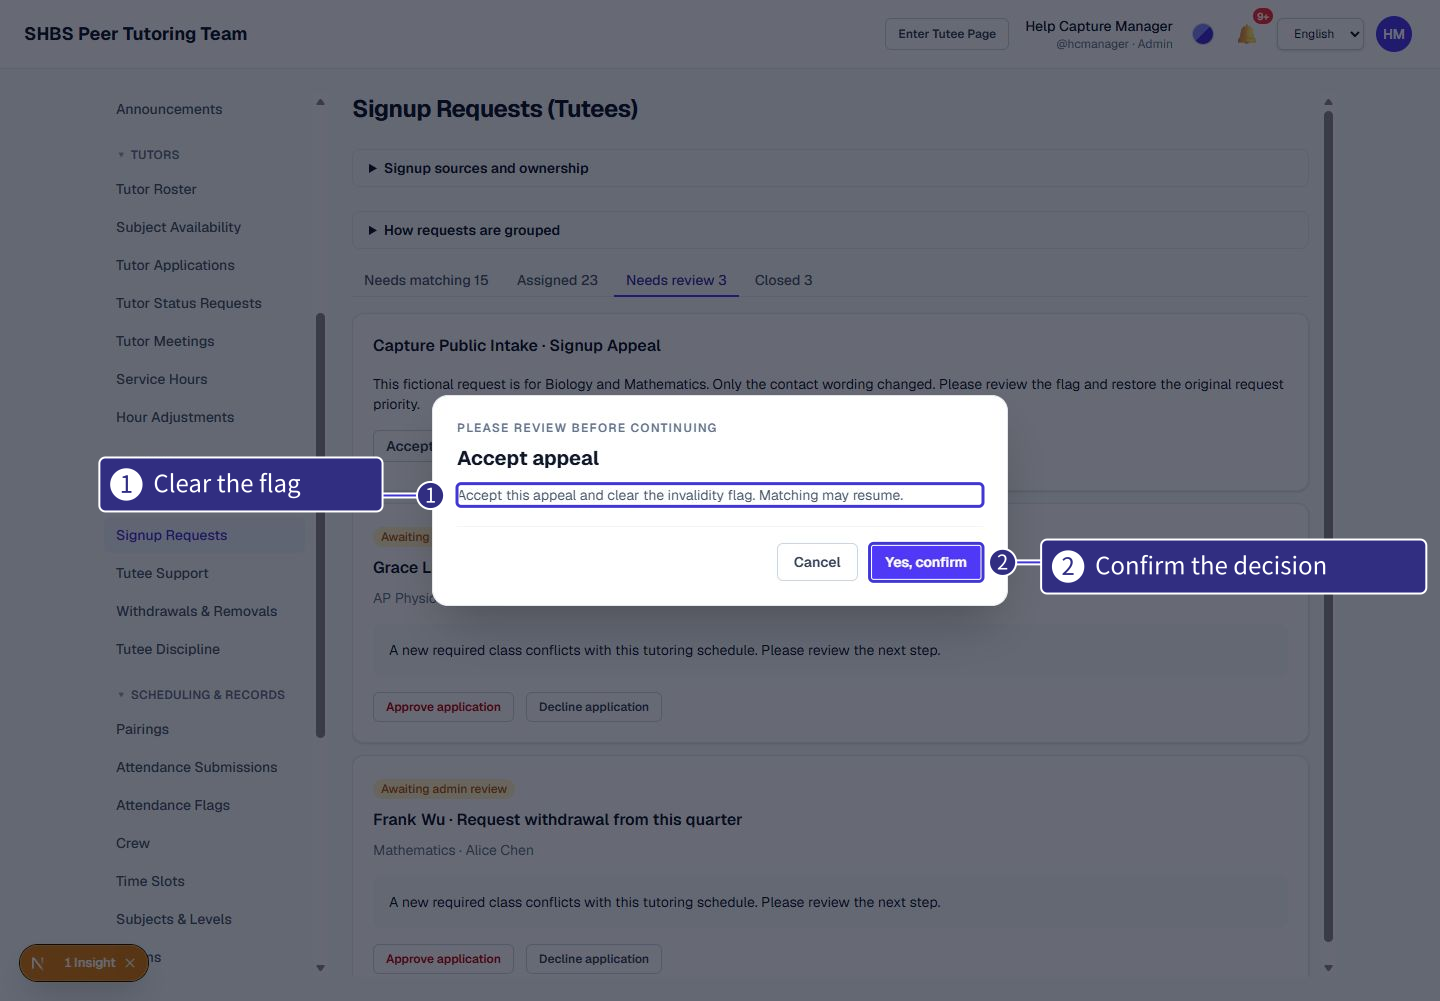 SHBS Peer Tutoring Team
Enter Tutee Page
Help Capture Manager
@hcmanager · Admin
9+
English
HM
Announcements
TUTORS
Tutor Roster
Subject Availability
Tutor Applications
Tutor Status Requests
Tutor Meetings
Service Hours
Hour Adjustments
Signup Requests
Tutee Support
Withdrawals & Removals
Tutee Discipline
SCHEDULING & RECORDS
Pairings
Attendance Submissions
Attendance Flags
Crew
Time Slots
Subjects & Levels
ns
N 1 Insight ×
Signup Requests (Tutees)
Signup sources and ownership
How requests are grouped
Needs matching 15 Assigned 23 Needs review 3 Closed 3
Capture Public Intake · Signup Appeal
This fictional request is for Biology and Mathematics. Only the contact wording changed. Please review the flag and restore the original request
priority.
Accept
PLEASE REVIEW BEFORE CONTINUING
Accept appeal
Accept this appeal and clear the invalidity flag. Matching may resume.
Cancel Yes, confirm
1 Clear the flag
1
2
2 Confirm the decision
Awaiting
Grace L
AP Physic
A new required class conflicts with this tutoring schedule. Please review the next step.
Approve application Decline application
Awaiting admin review
Frank Wu · Request withdrawal from this quarter
Mathematics · Alice Chen
A new required class conflicts with this tutoring schedule. Please review the next step.
Approve application Decline application